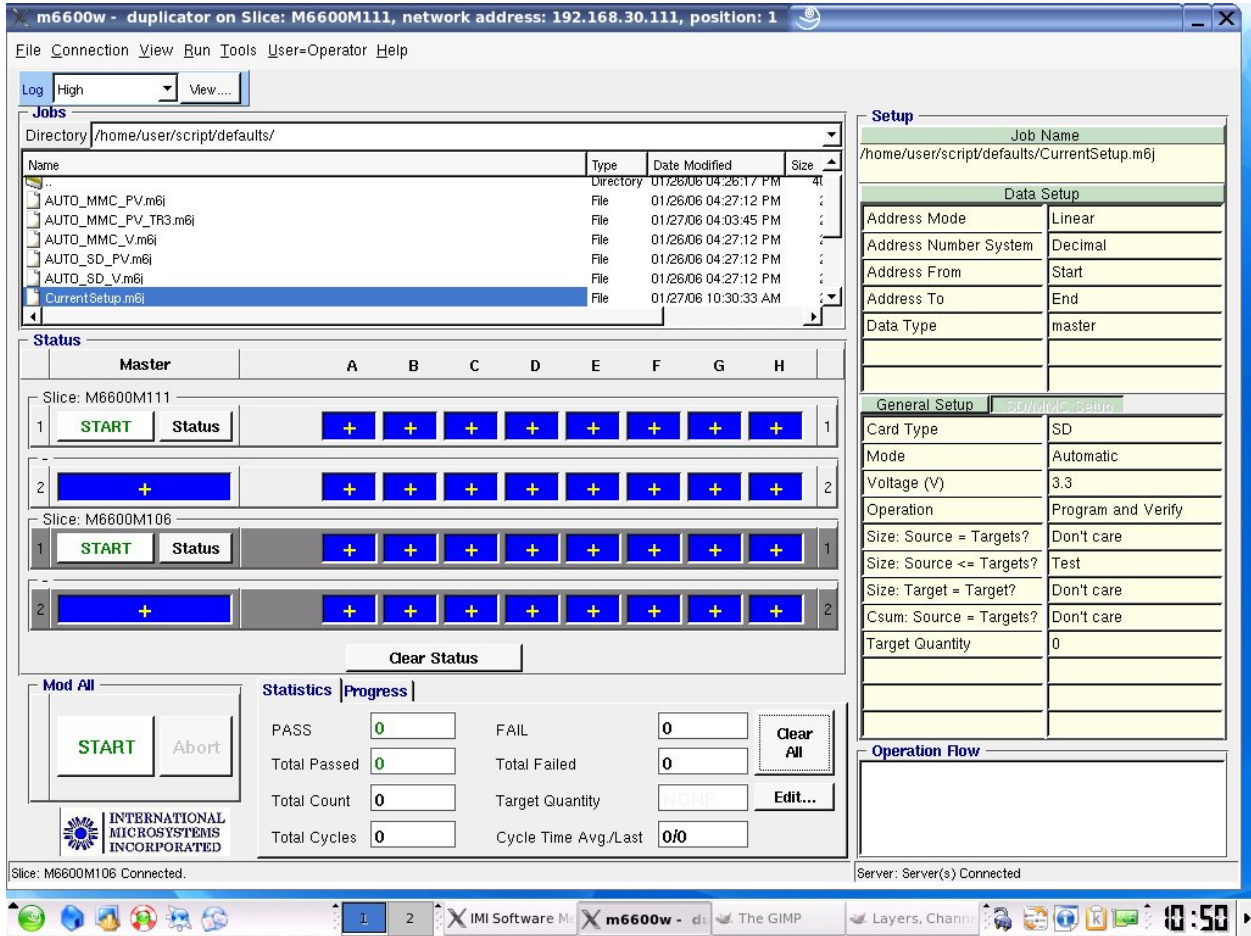 m6600w - duplicator on Slice: M6600M111, network address: 192.168.30.111, position: 1
File Connection View Run Tools User=Operator Help
Log High View....
Jobs
Directory /home/user/script/defaults/
Name Type Date Modified Size
.. Directory 01/26/06 04:26:17 PM
AUTO_MMC_PV.m6j File 01/26/06 04:27:12 PM
AUTO_MMC_PV_TR3.m6j File 01/27/06 04:03:45 PM
AUTO_MMC_V.m6j File 01/26/06 04:27:12 PM
AUTO_SD_PV.m6j File 01/26/06 04:27:12 PM
AUTO_SD_V.m6j File 01/26/06 04:27:12 PM
CurrentSetup.m6j File 01/27/06 10:30:33 AM
Status
Master A B C D E F G H
Slice: M6600M111
1 START Status + + + + + + + + 1
-
2 + + + + + + + + + 2
Slice: M6600M106
1 START Status + + + + + + + + 1
-
2 + + + + + + + + + 2
Clear Status
Mod All
START Abort
INTERNATIONAL
MICROSYSTEMS
INCORPORATED
Statistics Progress
PASS 0 FAIL 0 Clear All
Total Passed 0 Total Failed 0
Total Count 0 Target Quantity NONE Edit...
Total Cycles 0 Cycle Time Avg./Last 0/0
Setup
Job Name
/home/user/script/defaults/CurrentSetup.m6j
Data Setup
Address Mode Linear
Address Number System Decimal
Address From Start
Address To End
Data Type master
General Setup SD/MMC Setup
Card Type SD
Mode Automatic
Voltage (V) 3.3
Operation Program and Verify
Size: Source = Targets? Don't care
Size: Source <= Targets? Test
Size: Target = Target? Don't care
Csum: Source = Targets? Don't care
Target Quantity 0
Operation Flow
Slice: M6600M106 Connected. Server: Server(s) Connected
1 2 IMI Software m6600w - The GIMP Layers, Chann 10:50